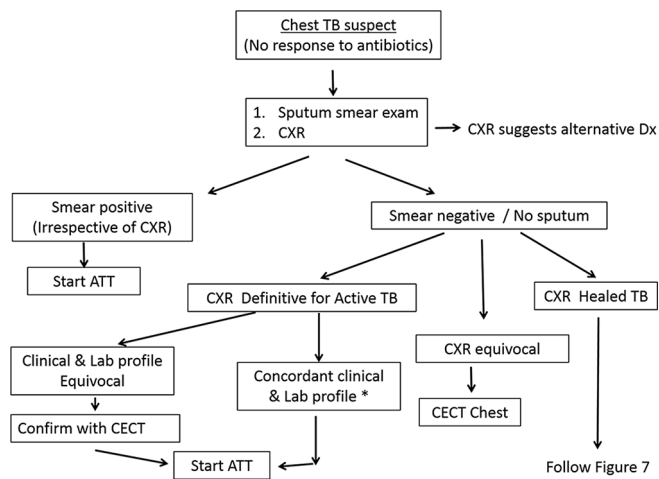 Chest TB suspect
(No response to antibiotics)
1. Sputum smear exam
2. CXR
CXR suggests alternative Dx
Smear positive
(Irrespective of CXR)
Smear negative / No sputum
Start ATT
CXR Definitive for Active TB
CXR Healed TB
Clinical & Lab profile
Equivocal
CXR equivocal
Concordant clinical
& Lab profile *
Confirm with CECT
CECT Chest
Start ATT
Follow Figure 7